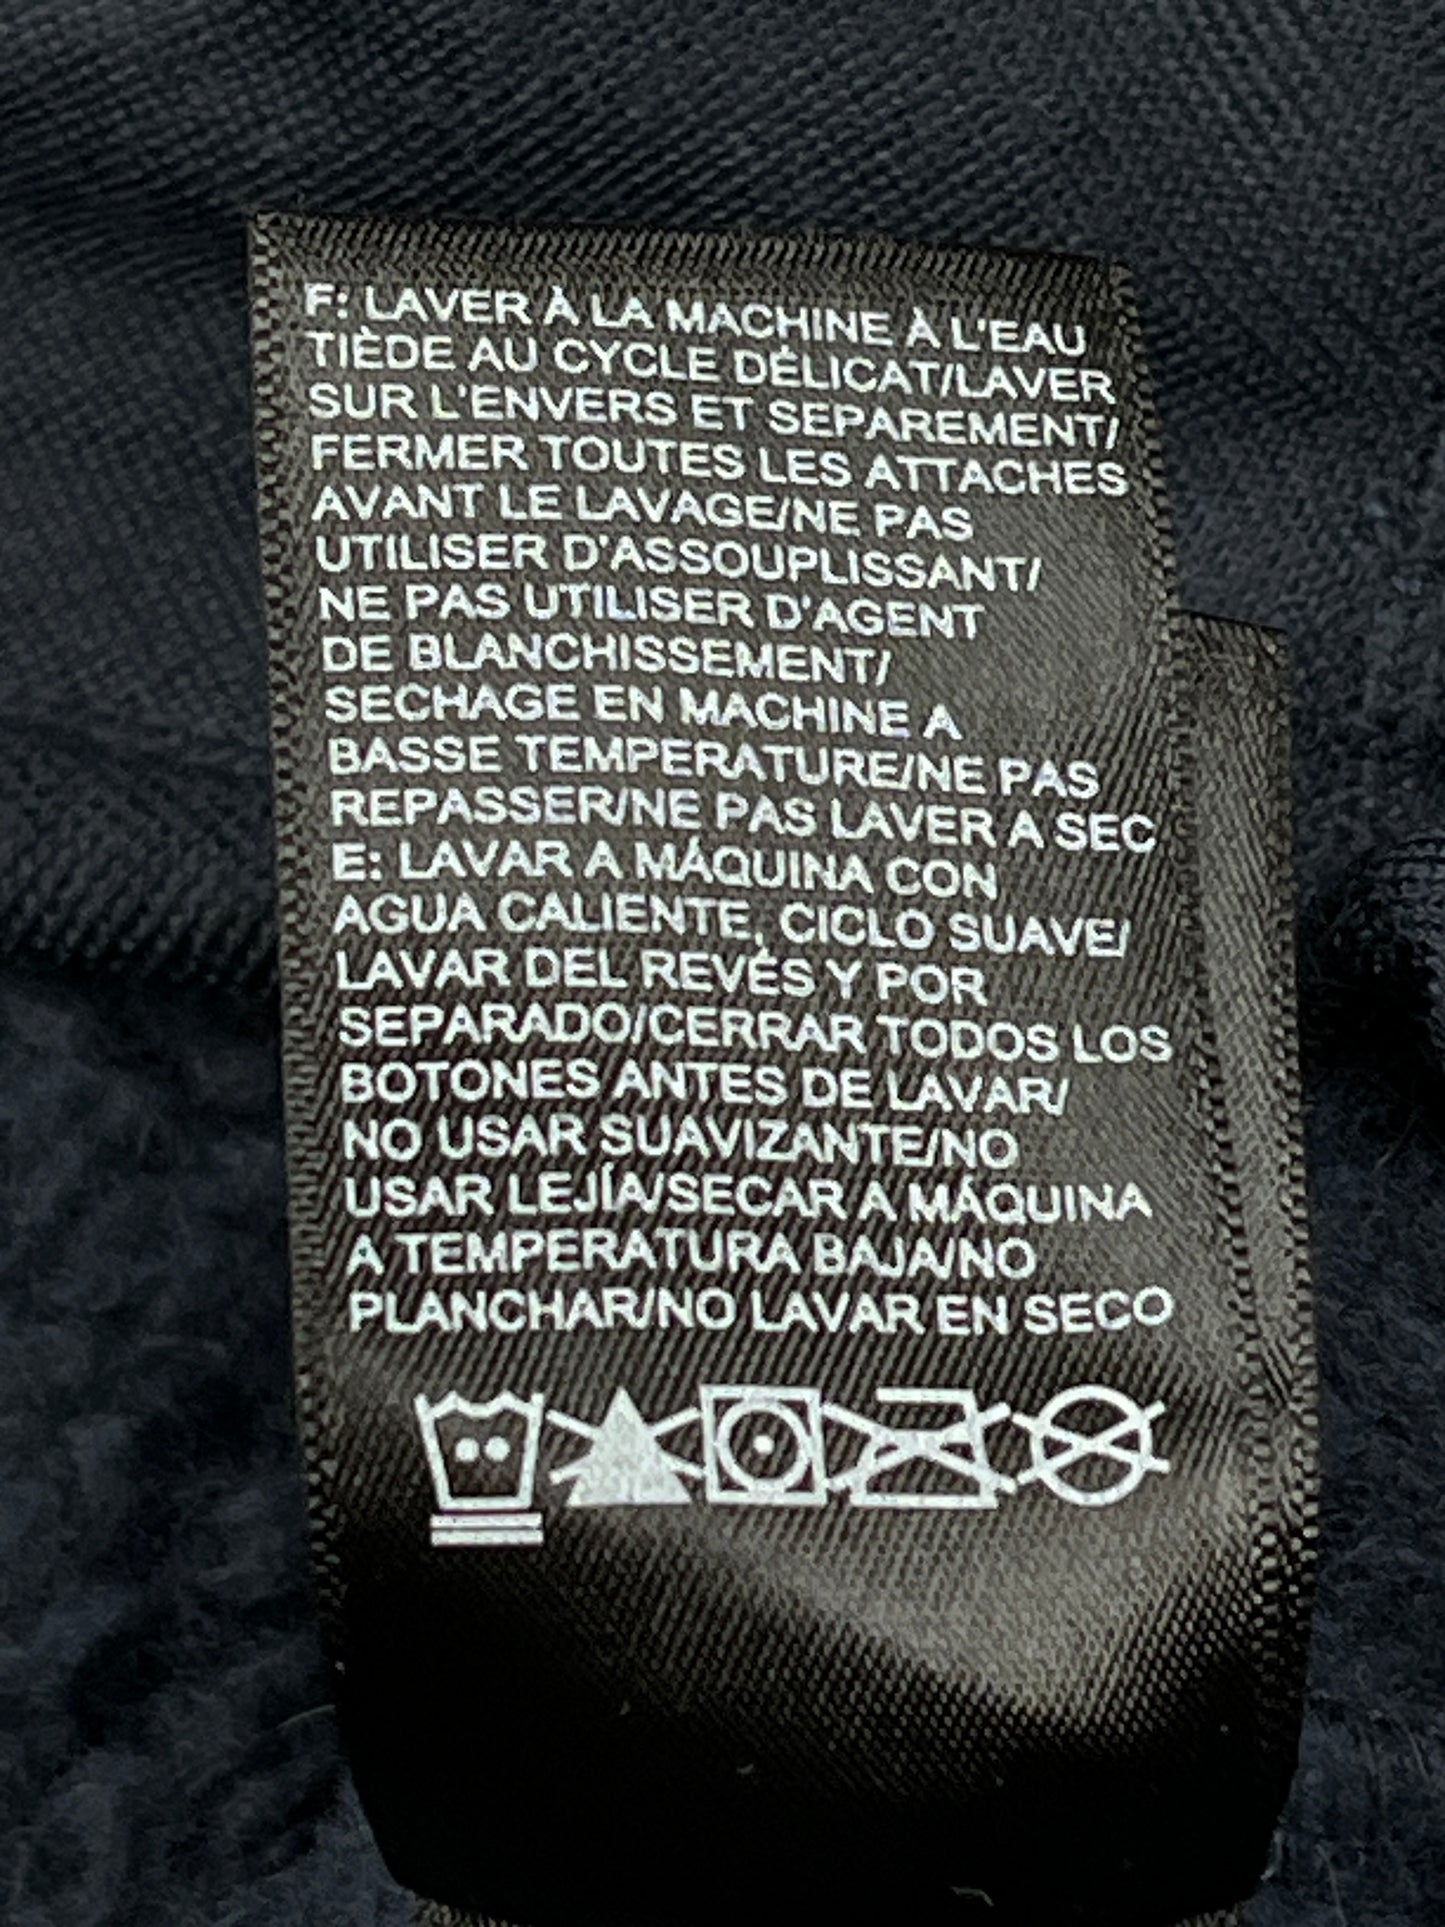 F: LAVER À LA MACHINE À L'EAU
TIÈDE AU CYCLE DÉLICAT/LAVER
SUR L'ENVERS ET SEPAREMENT/
FERMER TOUTES LES ATTACHES
AVANT LE LAVAGE/NE PAS
UTILISER D'ASSOUPLISSANT/
NE PAS UTILISER D'AGENT
DE BLANCHISSEMENT/
SECHAGE EN MACHINE A
BASSE TEMPERATURE/NE PAS
REPASSER/NE PAS LAVER A SEC
E: LAVAR A MÁQUINA CON
AGUA CALIENTE, CICLO SUAVE/
LAVAR DEL REVÉS Y POR
SEPARADO/CERRAR TODOS LOS
BOTONES ANTES DE LAVAR/
NO USAR SUAVIZANTE/NO
USAR LEJÍA/SECAR A MÁQUINA
A TEMPERATURA BAJA/NO
PLANCHAR/NO LAVAR EN SECO